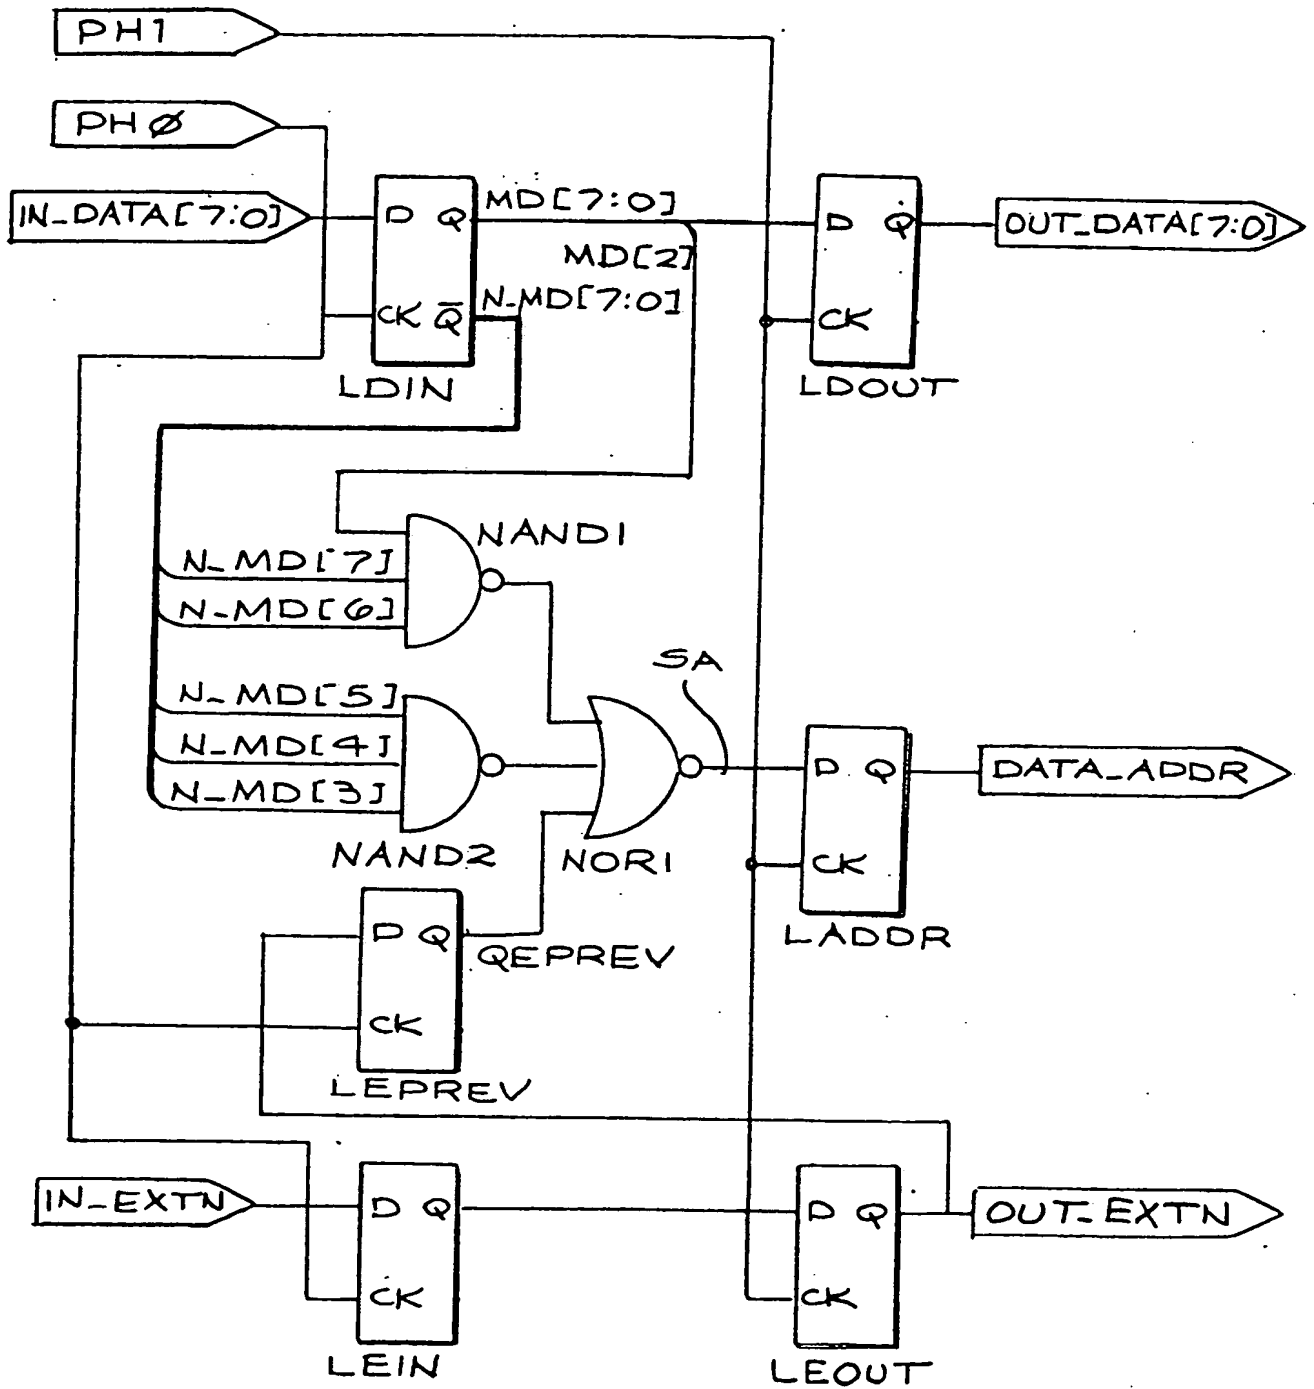 PH1
PHØ
IN_DATA[7:0]
D Q
CK Q̅
LDIN
MD[7:0]
MD[2]
N-MD[7:0]
D Q
CK
LDOUT
OUT_DATA[7:0]
NAND1
N_MD[7]
N-MD[6]
N_MD[5]
N_MD[4]
N_MD[3]
NAND2
NOR1
SA
D Q
CK
LADDR
DATA_ADDR
D Q
CK
QEPREV
LEPREV
IN_EXTN
D Q
CK
LEIN
D Q
CK
LEOUT
OUT_EXTN